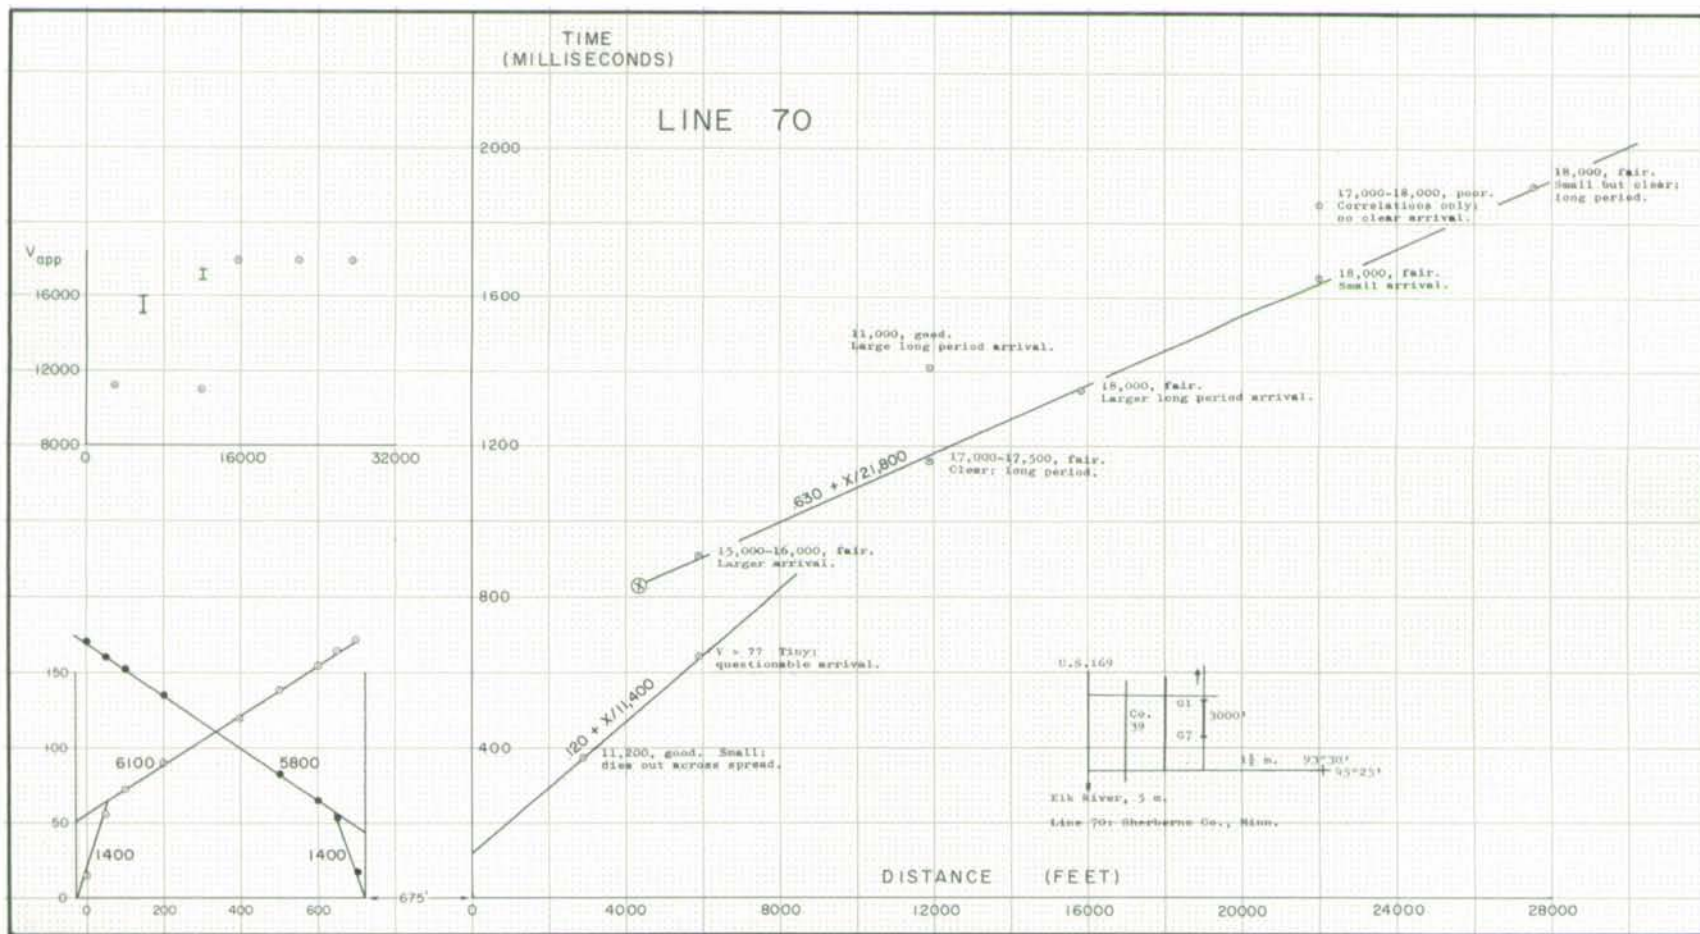 TIME
(MILLISECONDS)
LINE 70
2000
1600
1200
800
400
0
18,000, fair.
Small but clear;
long period.
17,000-18,000, poor.
Correlations only;
no clear arrival.
18,000, fair.
Small arrival.
11,000, good.
Large long period arrival.
18,000, fair.
Larger long period arrival.
17,000-17,500, fair.
Clear; long period.
630 + X/21,800
15,000-16,000, fair.
Larger arrival.
V = ?? Tiny;
questionable arrival.
120 + X/11,400
11,200, good. Small;
dies out across spread.
Vapp
16000
12000
8000
0 16000 32000
150
100
50
0
6100
5800
1400
1400
0 200 400 600
675'
0 4000 8000 12000 16000 20000 24000 28000
DISTANCE (FEET)
U.S.169
Co.
39
G1
3000'
G7
m. 93°30'
45°25'
Elk River, 5 m.
Line 70: Sherburne Co., Minn.